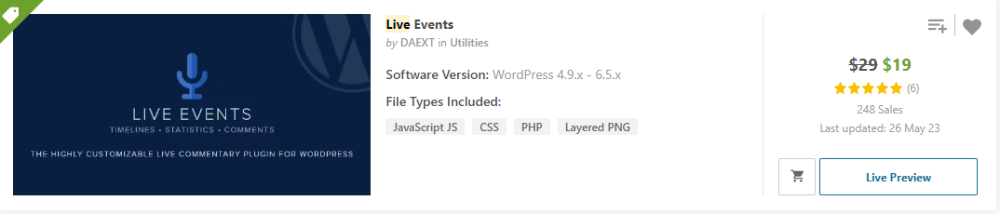 LIVE EVENTS
TIMELINES • STATISTICS • COMMENTS
THE HIGHLY CUSTOMIZABLE LIVE COMMENTARY PLUGIN FOR WORDPRESS
Live Events
by DAEXT in Utilities
Software Version: WordPress 4.9.x - 6.5.x
File Types Included:
JavaScript JS CSS PHP Layered PNG
$29 $19
(6)
248 Sales
Last updated: 26 May 23
Live Preview